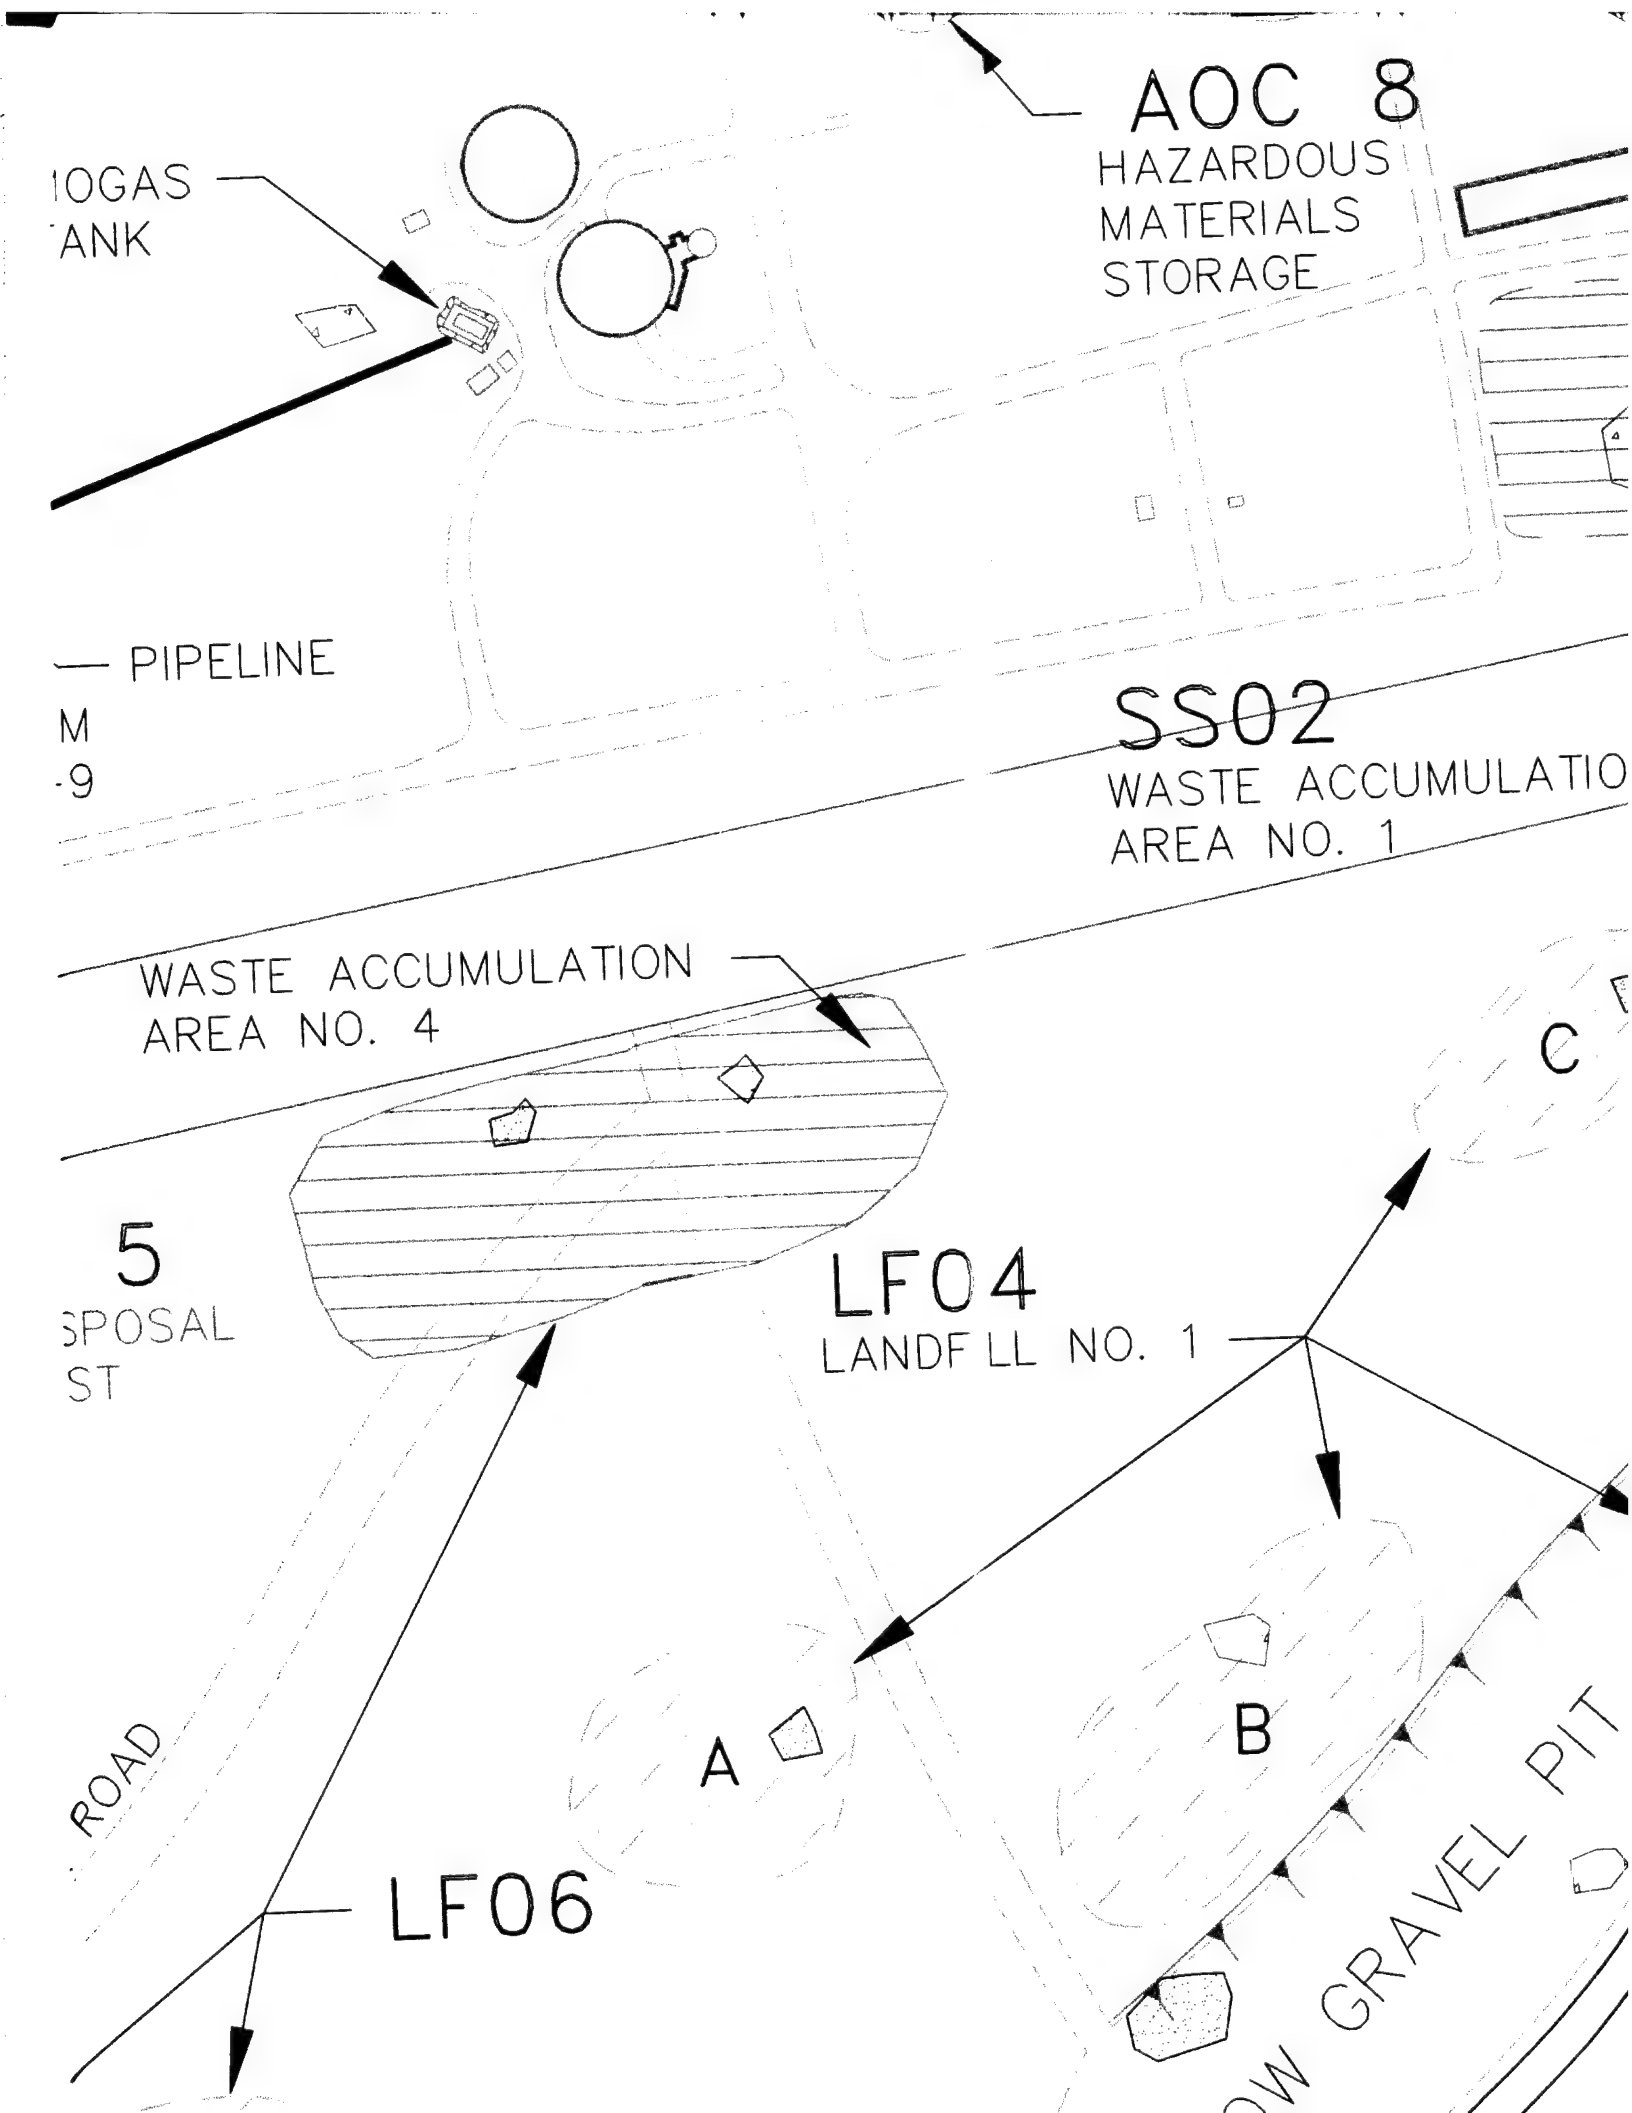 AOC 8
HAZARDOUS
MATERIALS
STORAGE
IOGAS
ANK
PIPELINE
M
-9
SS02
WASTE ACCUMULATIO
AREA NO. 1
WASTE ACCUMULATION
AREA NO. 4
C
5
SPOSAL
ST
LF04
LANDF LL NO. 1
A
B
ROAD
LF06
OW GRAVEL PIT